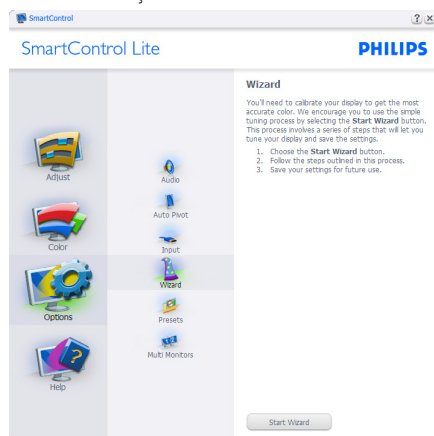 SmartControl
SmartControl Lite
PHILIPS
Adjust
Color
Options
Help
Audio
Auto Pivot
Input
Wizard
Presets
Multi Monitors
Wizard
You'll need to calibrate your display to get the most
accurate color. We encourage you to use the simple
tuning process by selecting the Start Wizard button.
This process involves a series of steps that will let you
tune your display and save the settings.
1. Choose the Start Wizard button.
2. Follow the steps outlined in this process.
3. Save your settings for future use.
Start Wizard